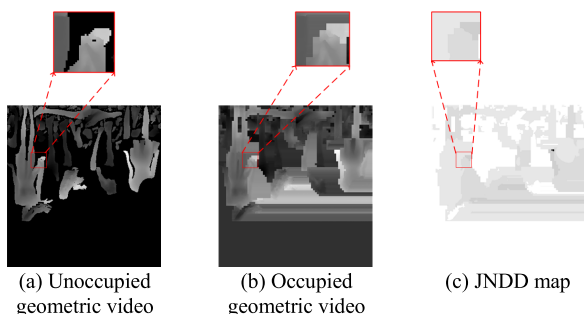 (a) Unoccupied
geometric video
(b) Occupied
geometric video
(c) JNDD map